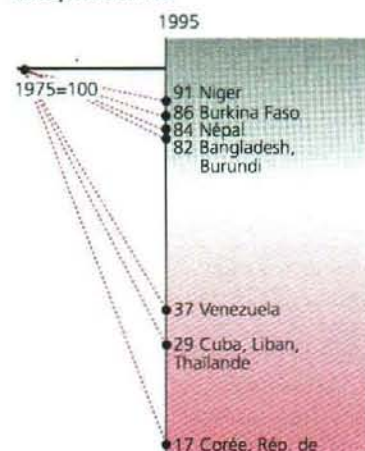 1995
1975=100
91 Niger
86 Burkina Faso
84 Népal
82 Bangladesh,
Burundi
37 Venezuela
29 Cuba, Liban,
Thaïlande
17 Corée, Rép. de